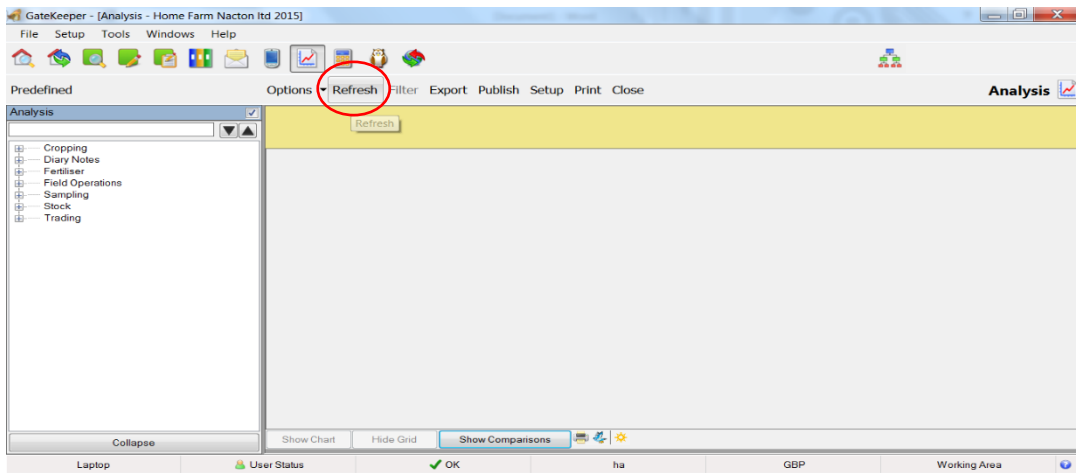 GateKeeper - [Analysis - Home Farm Nacton ltd 2015]
File Setup Tools Windows Help
Predefined Options Refresh Filter Export Publish Setup Print Close Analysis
Analysis
Refresh
Cropping
Diary Notes
Fertiliser
Field Operations
Sampling
Stock
Trading
Collapse Show Chart Hide Grid Show Comparisons
Laptop User Status OK ha GBP Working Area